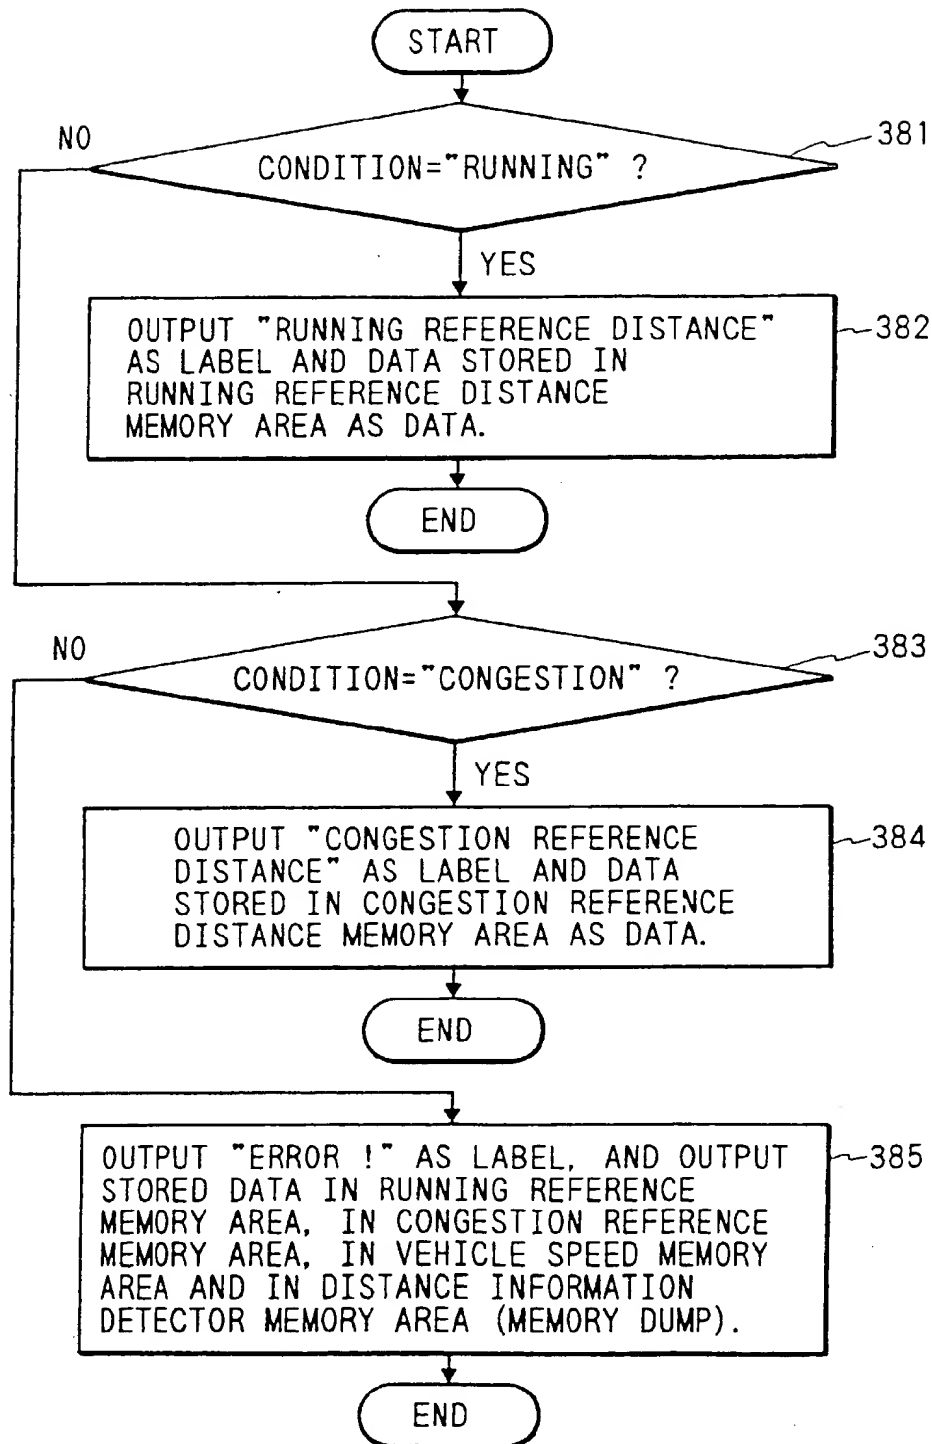 START
NO
381
CONDITION="RUNNING" ?
YES
OUTPUT "RUNNING REFERENCE DISTANCE"
382
AS LABEL AND DATA STORED IN
RUNNING REFERENCE DISTANCE
MEMORY AREA AS DATA.
END
NO
383
CONDITION="CONGESTION" ?
YES
OUTPUT "CONGESTION REFERENCE
384
DISTANCE" AS LABEL AND DATA
STORED IN CONGESTION REFERENCE
DISTANCE MEMORY AREA AS DATA.
END
OUTPUT "ERROR !" AS LABEL, AND OUTPUT
385
STORED DATA IN RUNNING REFERENCE
MEMORY AREA, IN CONGESTION REFERENCE
MEMORY AREA, IN VEHICLE SPEED MEMORY
AREA AND IN DISTANCE INFORMATION
DETECTOR MEMORY AREA (MEMORY DUMP).
END